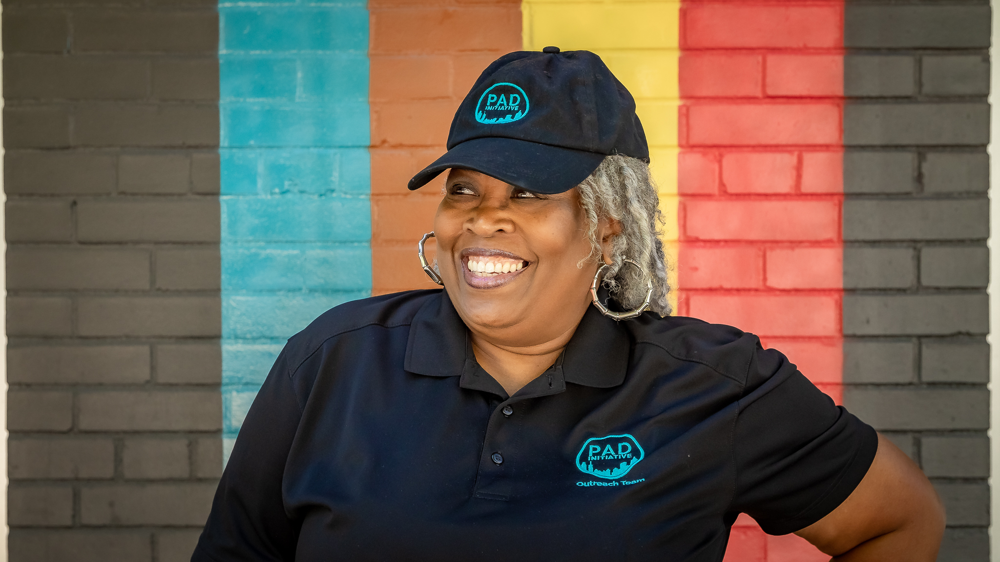 PAD
INITIATIVE
PAD
INITIATIVE
Outreach Team